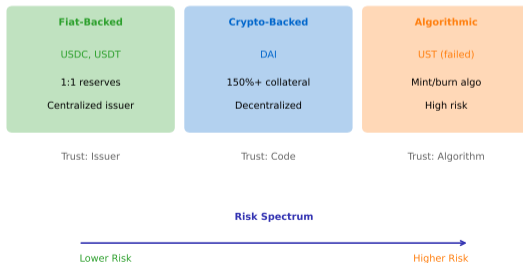 Fiat-Backed
USDC, USDT
1:1 reserves
Centralized issuer
Trust: Issuer
Crypto-Backed
DAI
150%+ collateral
Decentralized
Trust: Code
Algorithmic
UST (failed)
Mint/burn algo
High risk
Trust: Algorithm
Risk Spectrum
Lower Risk
Higher Risk